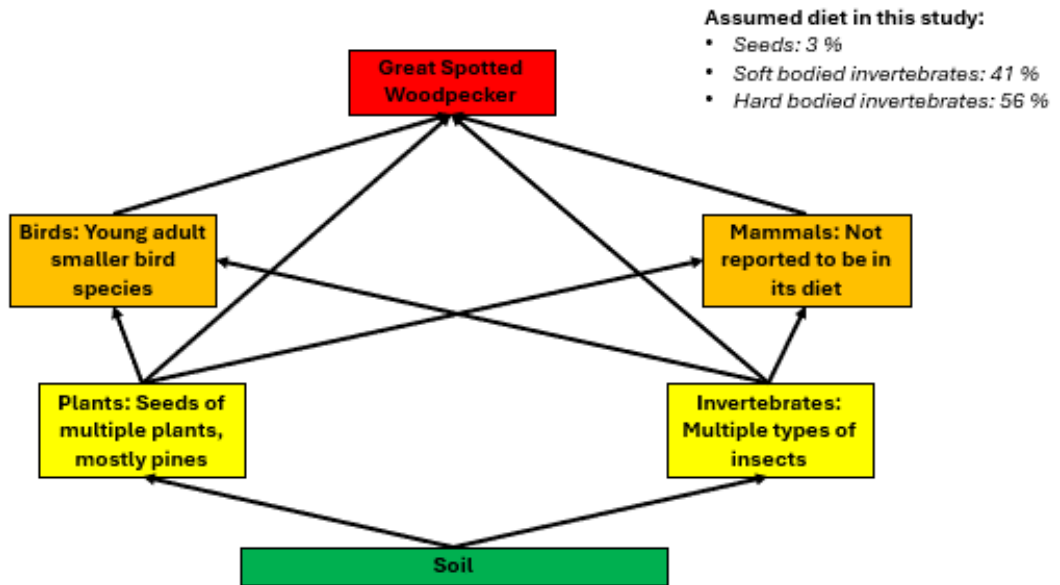 Assumed diet in this study:
• Seeds: 3 %
• Soft bodied invertebrates: 41 %
• Hard bodied invertebrates: 56 %
Great Spotted
Woodpecker
Birds: Young adult
smaller bird
species
Mammals: Not
reported to be in
its diet
Plants: Seeds of
multiple plants,
mostly pines
Invertebrates:
Multiple types of
insects
Soil